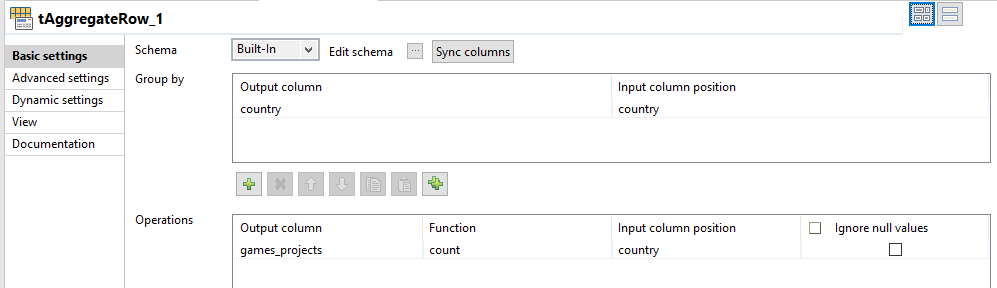 tAggregateRow_1
Basic settings
Advanced settings
Dynamic settings
View
Documentation
Schema Built-In Edit schema ... Sync columns
Group by
Output column Input column position
country country
Operations
Output column Function Input column position Ignore null values
games_projects count country